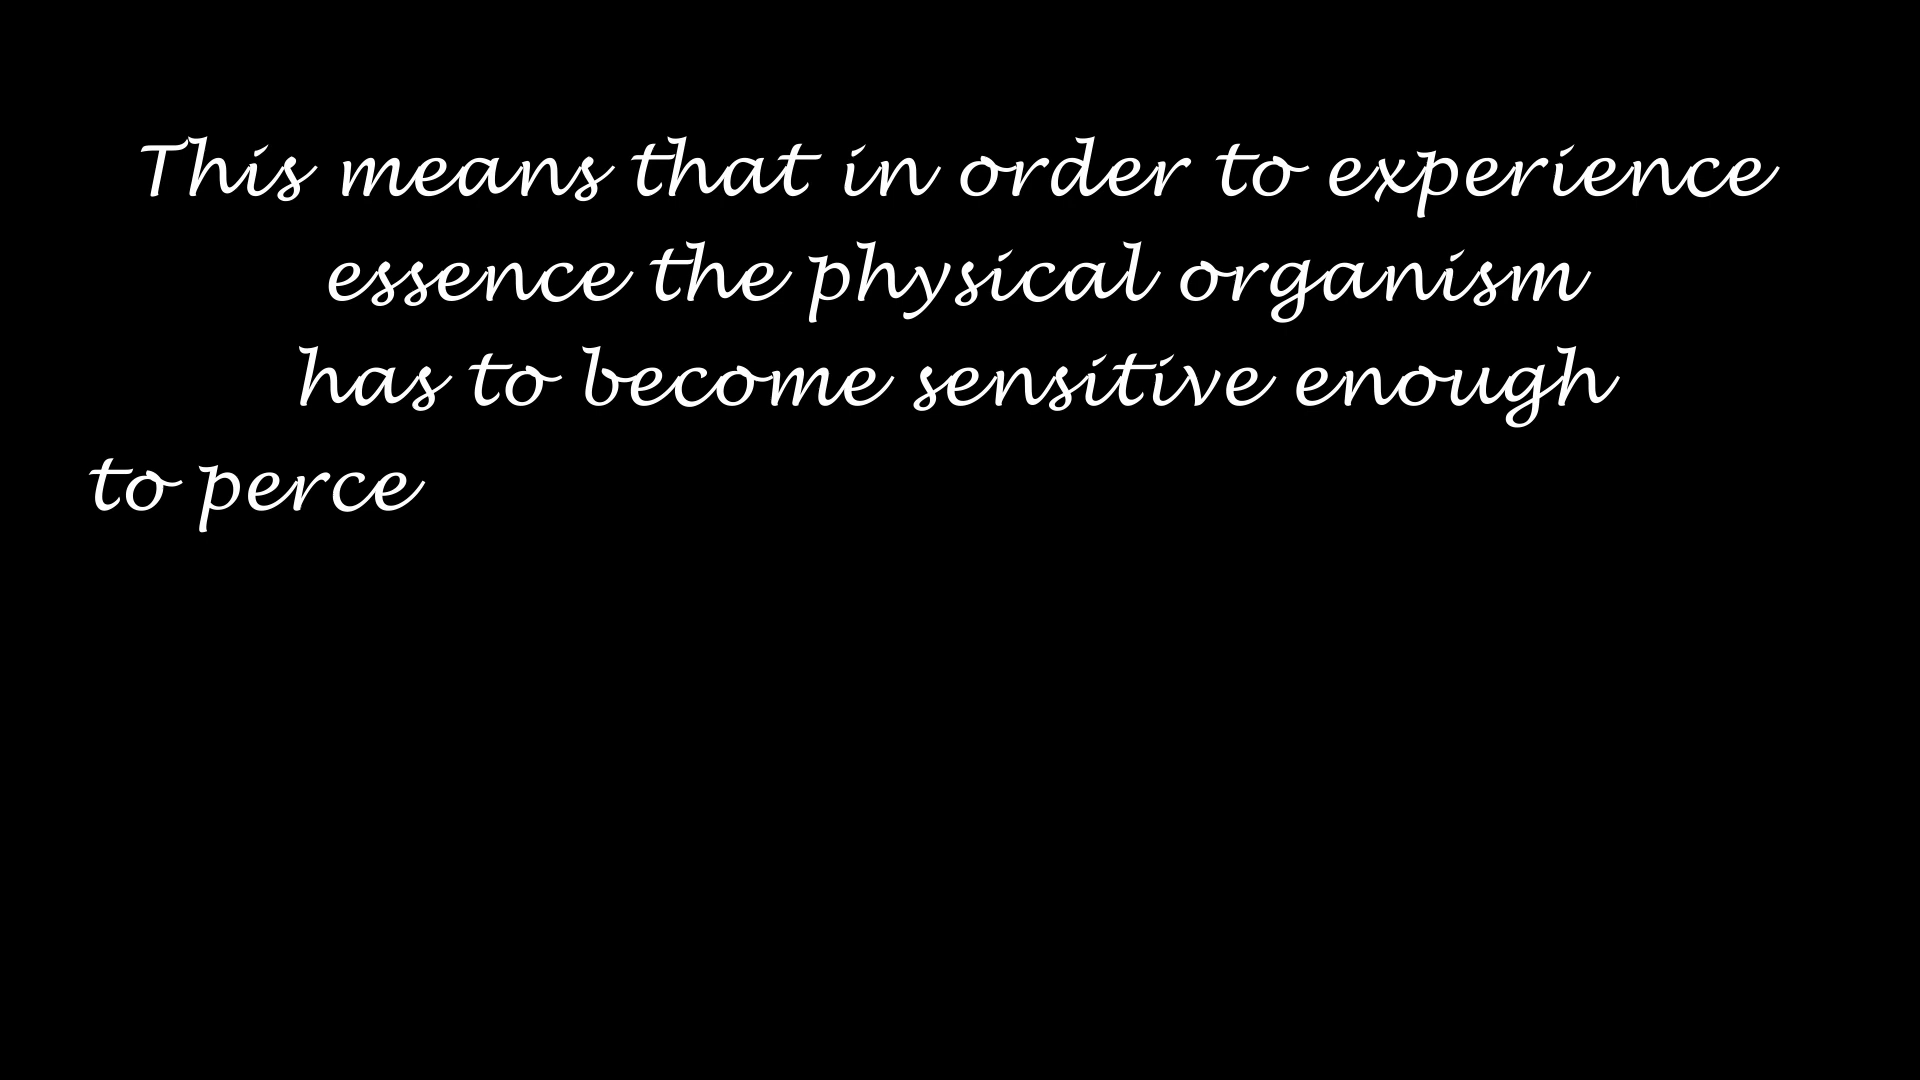 This means that in order to experience
essence the physical organism
has to become sensitive enough
to perce